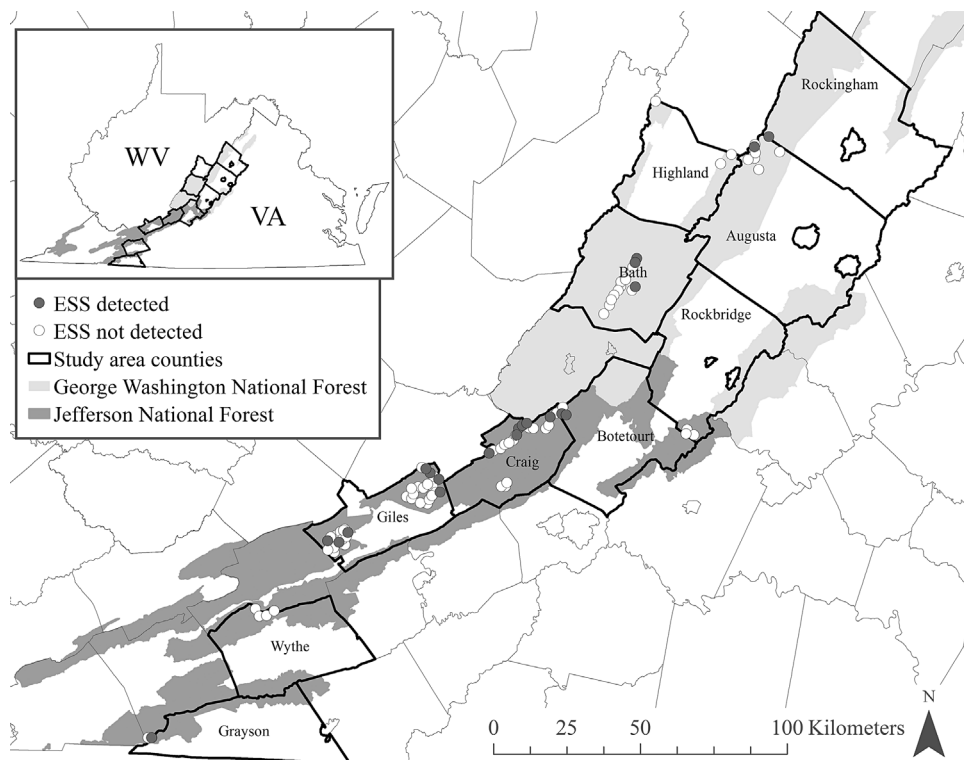 WV
VA
ESS detected
ESS not detected
Study area counties
George Washington National Forest
Jefferson National Forest
Rockingham
Highland
Augusta
Bath
Rockbridge
Botetourt
Craig
Giles
Wythe
Grayson
N
0 25 50 100 Kilometers